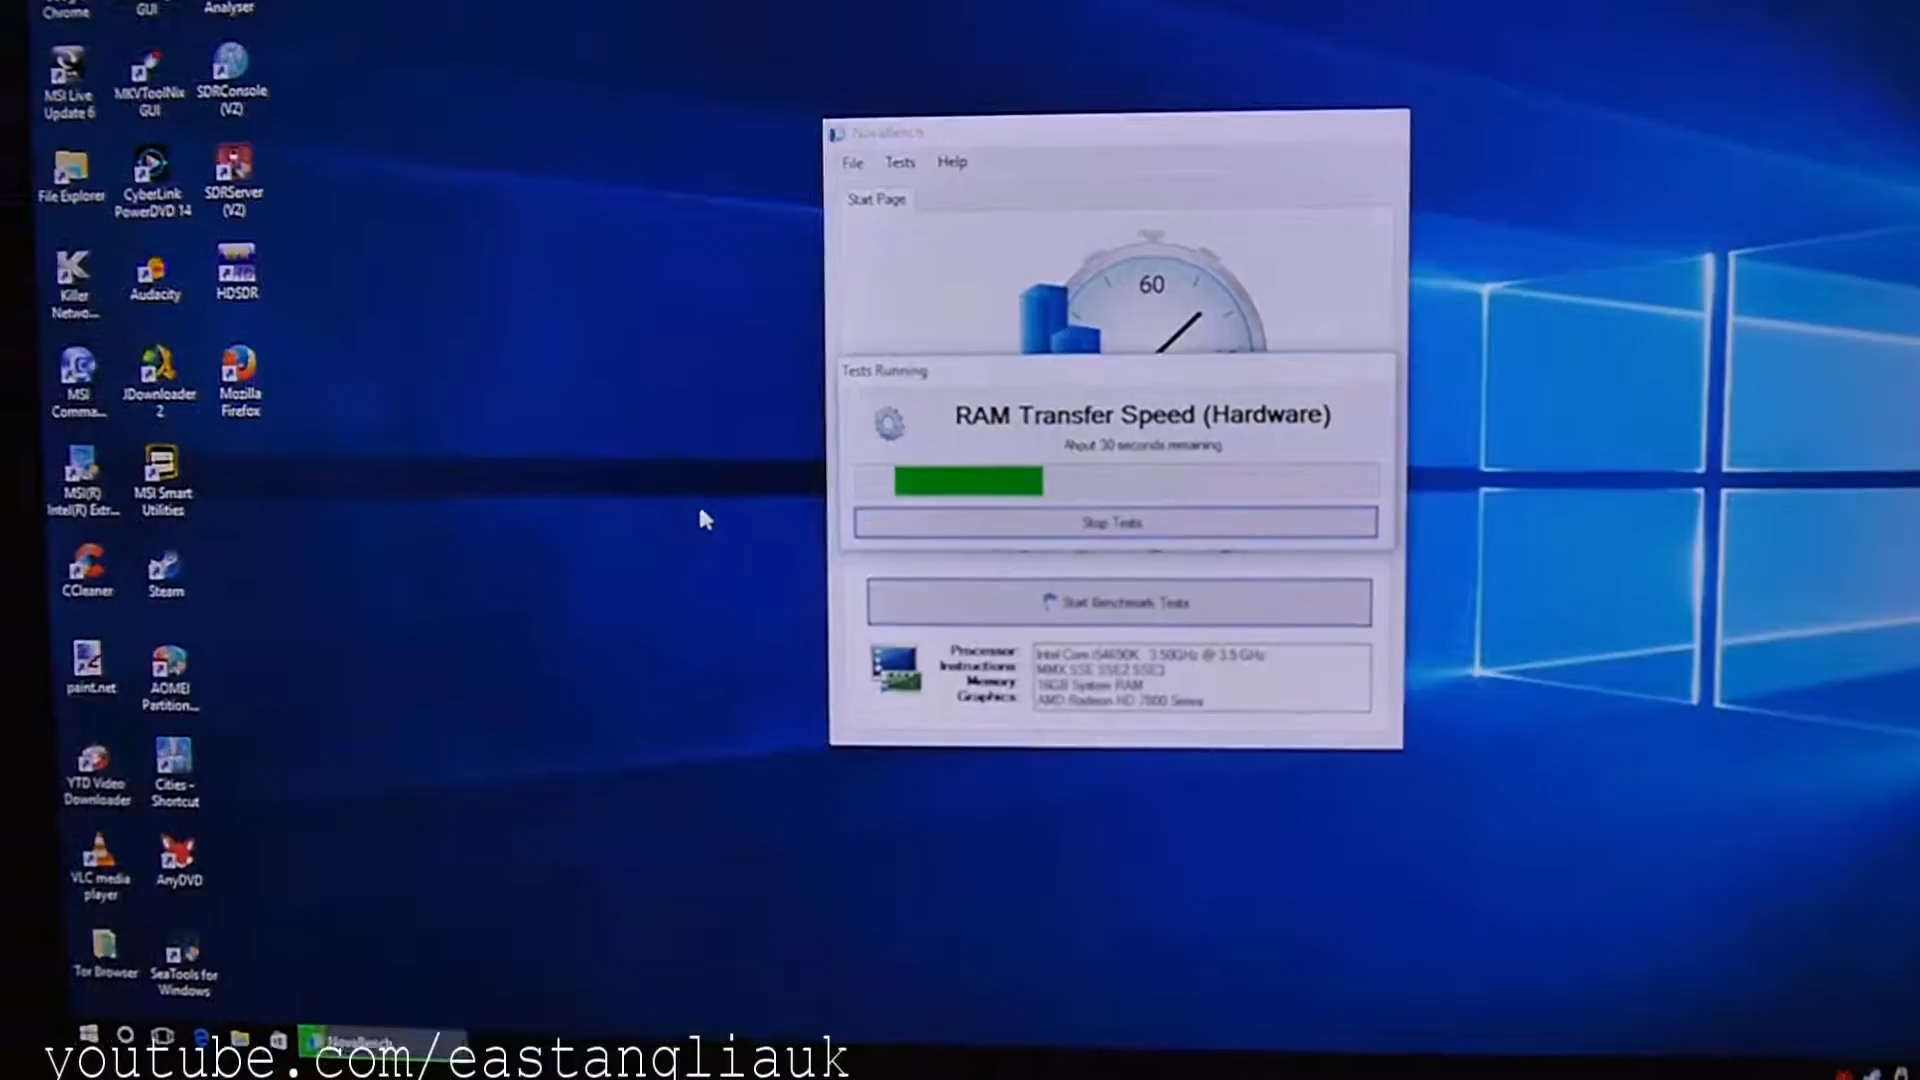 Chrome
GUI
Analyser
MSI Live
Update 6
MKVToolNix
GUI
SDRConsole
(V2)
File Explorer
CyberLink
PowerDVD 14
SDRServer
(V2)
Killer
Netwo...
Audacity
HDSDR
MSI
Comma...
JDownloader
2
Mozilla
Firefox
MSI(R)
Intel(R) Extr...
MSI Smart
Utilities
CCleaner
Steam
paint.net
AOMEI
Partition...
YTD Video
Downloader
Cities -
Shortcut
VLC media
player
AnyDVD
Tor Browser
SeaTools for
Windows
NovaBench
File Tests Help
Start Page
60
Tests Running
RAM Transfer Speed (Hardware)
About 30 seconds remaining
Stop Tests
Start Benchmark Tests
Processor: Intel Core i54690K 3.50GHz @ 3.5 GHz
Instructions: MMX SSE SSE2 SSE3
Memory: 16GB System RAM
Graphics: AMD Radeon HD 7800 Series
NovaBench
youtube.com/eastangliauk